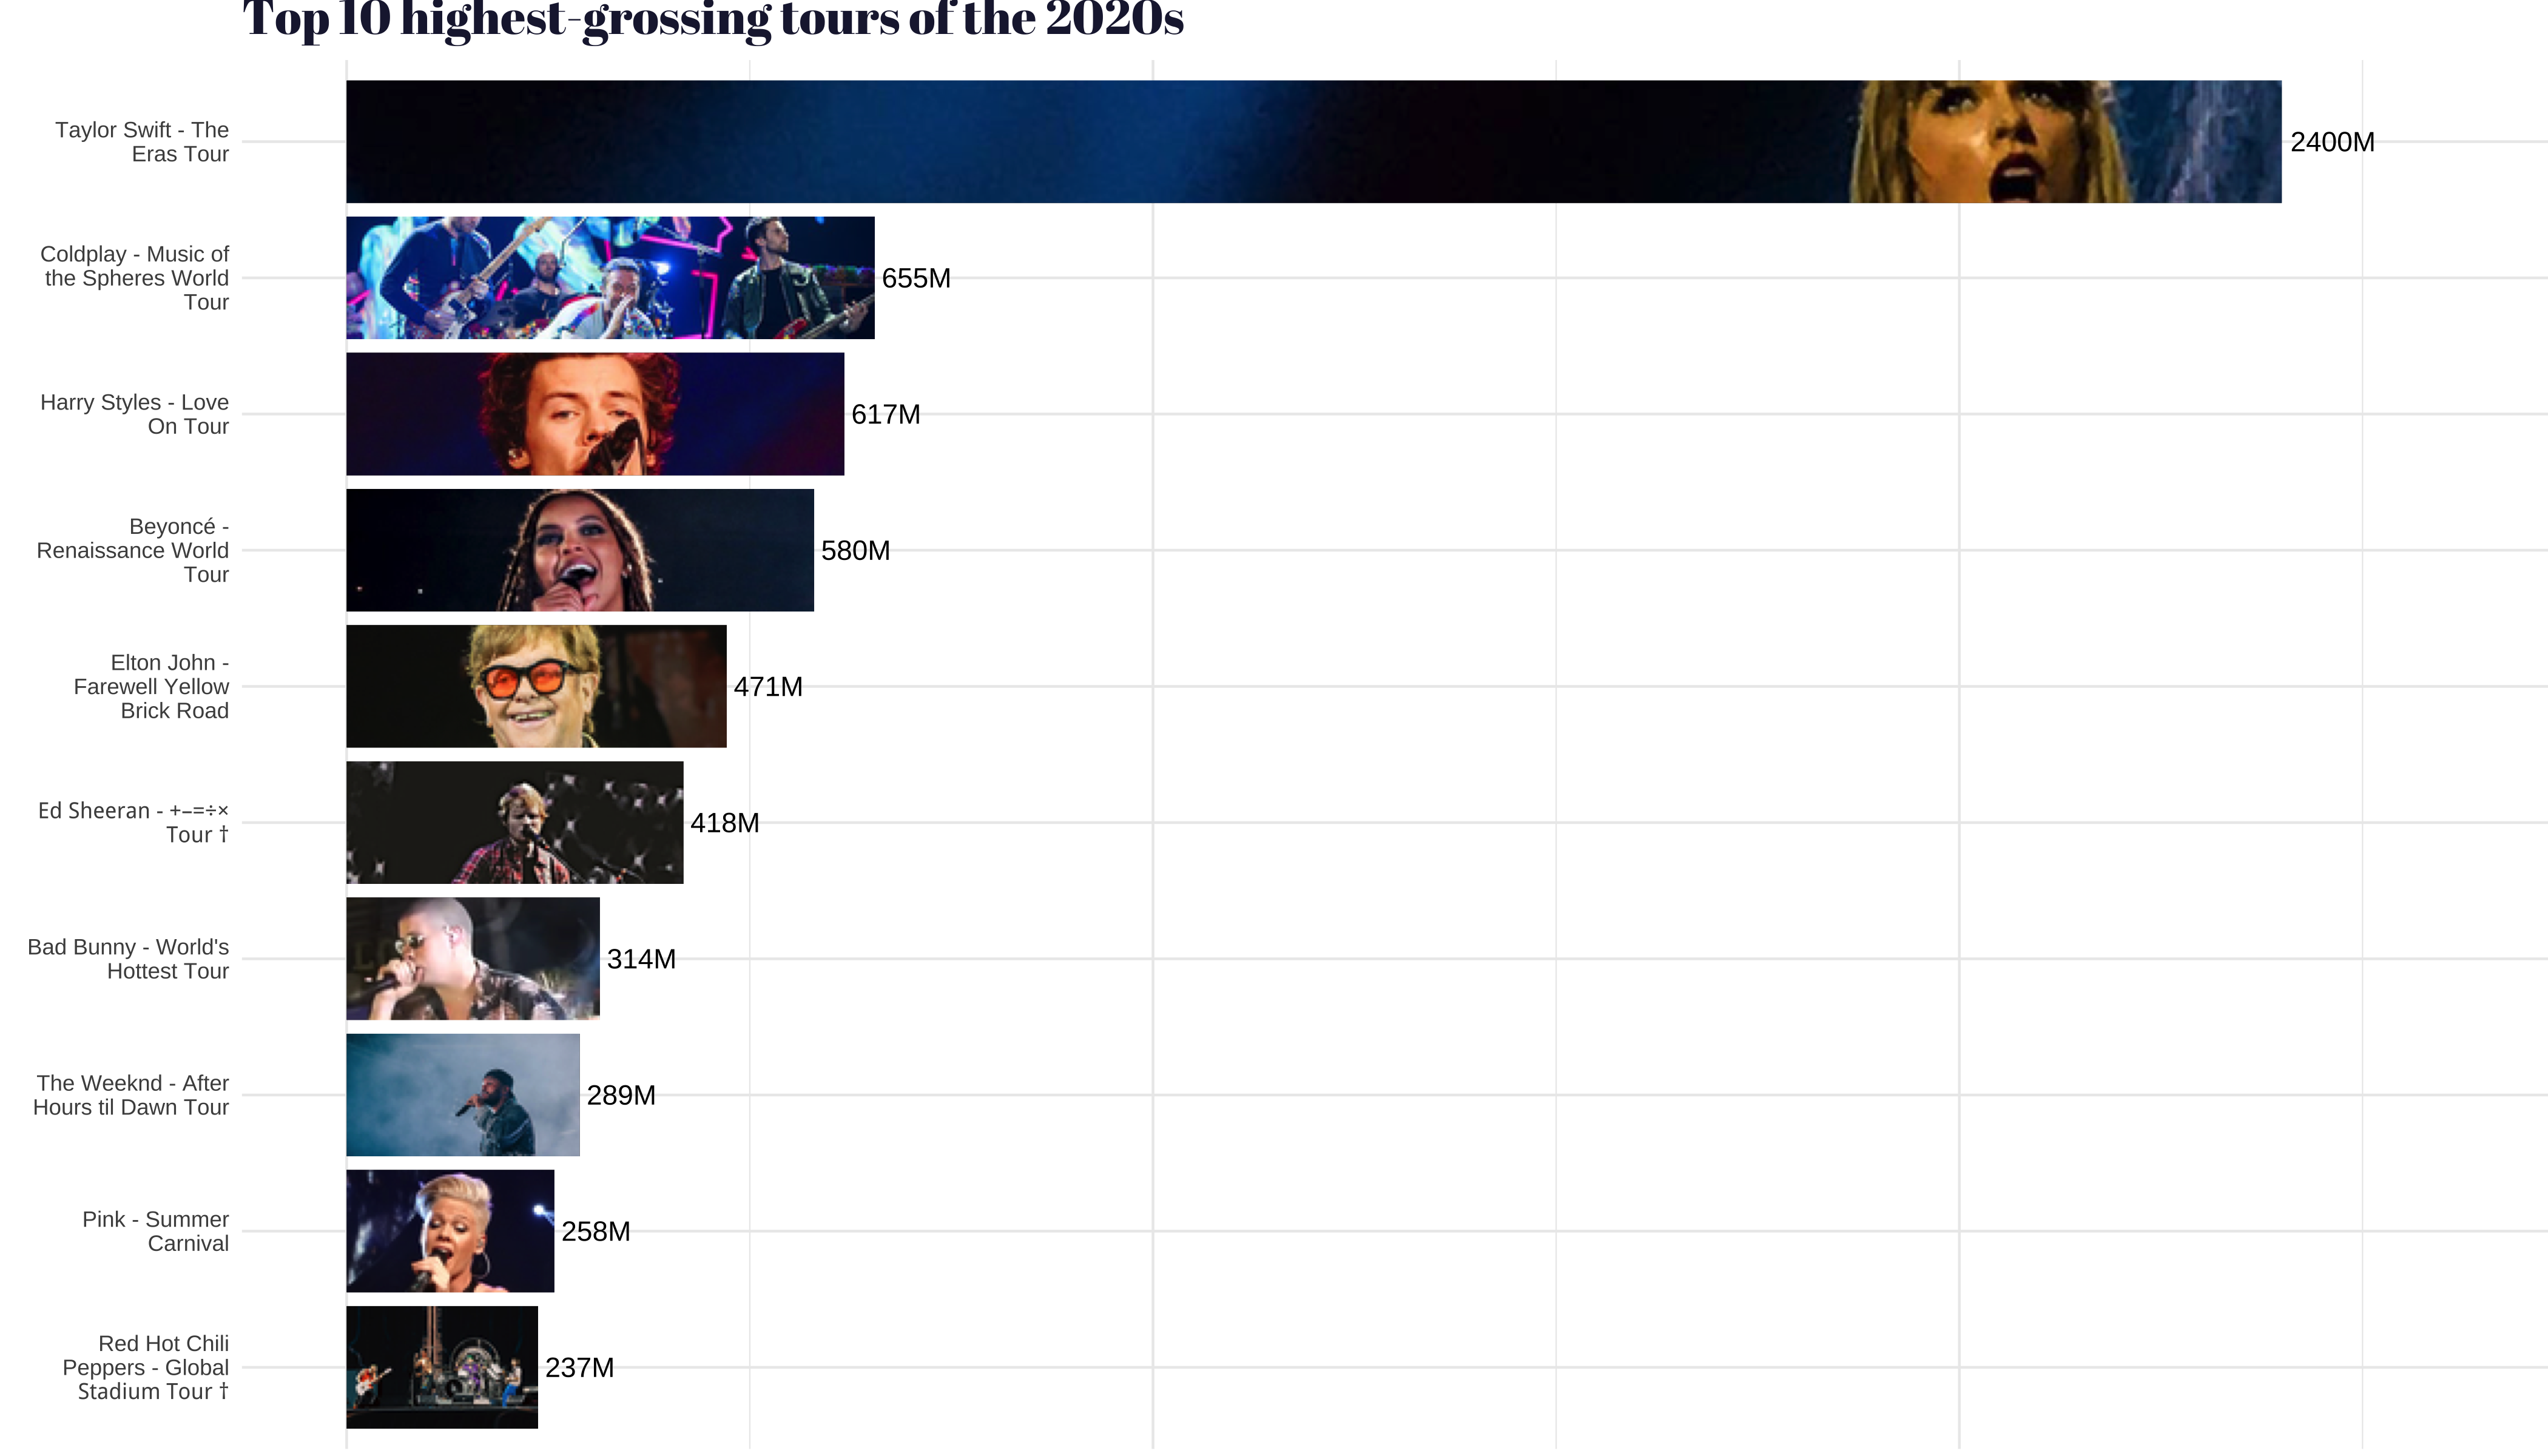 Top 10 highest-grossing tours of the 2020s
Taylor Swift - The
Eras Tour
2400M
Coldplay - Music of
the Spheres World
Tour
655M
Harry Styles - Love
On Tour
617M
Beyoncé -
Renaissance World
Tour
580M
Elton John -
Farewell Yellow
Brick Road
471M
Ed Sheeran - +–=÷×
Tour †
418M
Bad Bunny - World's
Hottest Tour
314M
The Weeknd - After
Hours til Dawn Tour
289M
Pink - Summer
Carnival
258M
Red Hot Chili
Peppers - Global
Stadium Tour †
237M